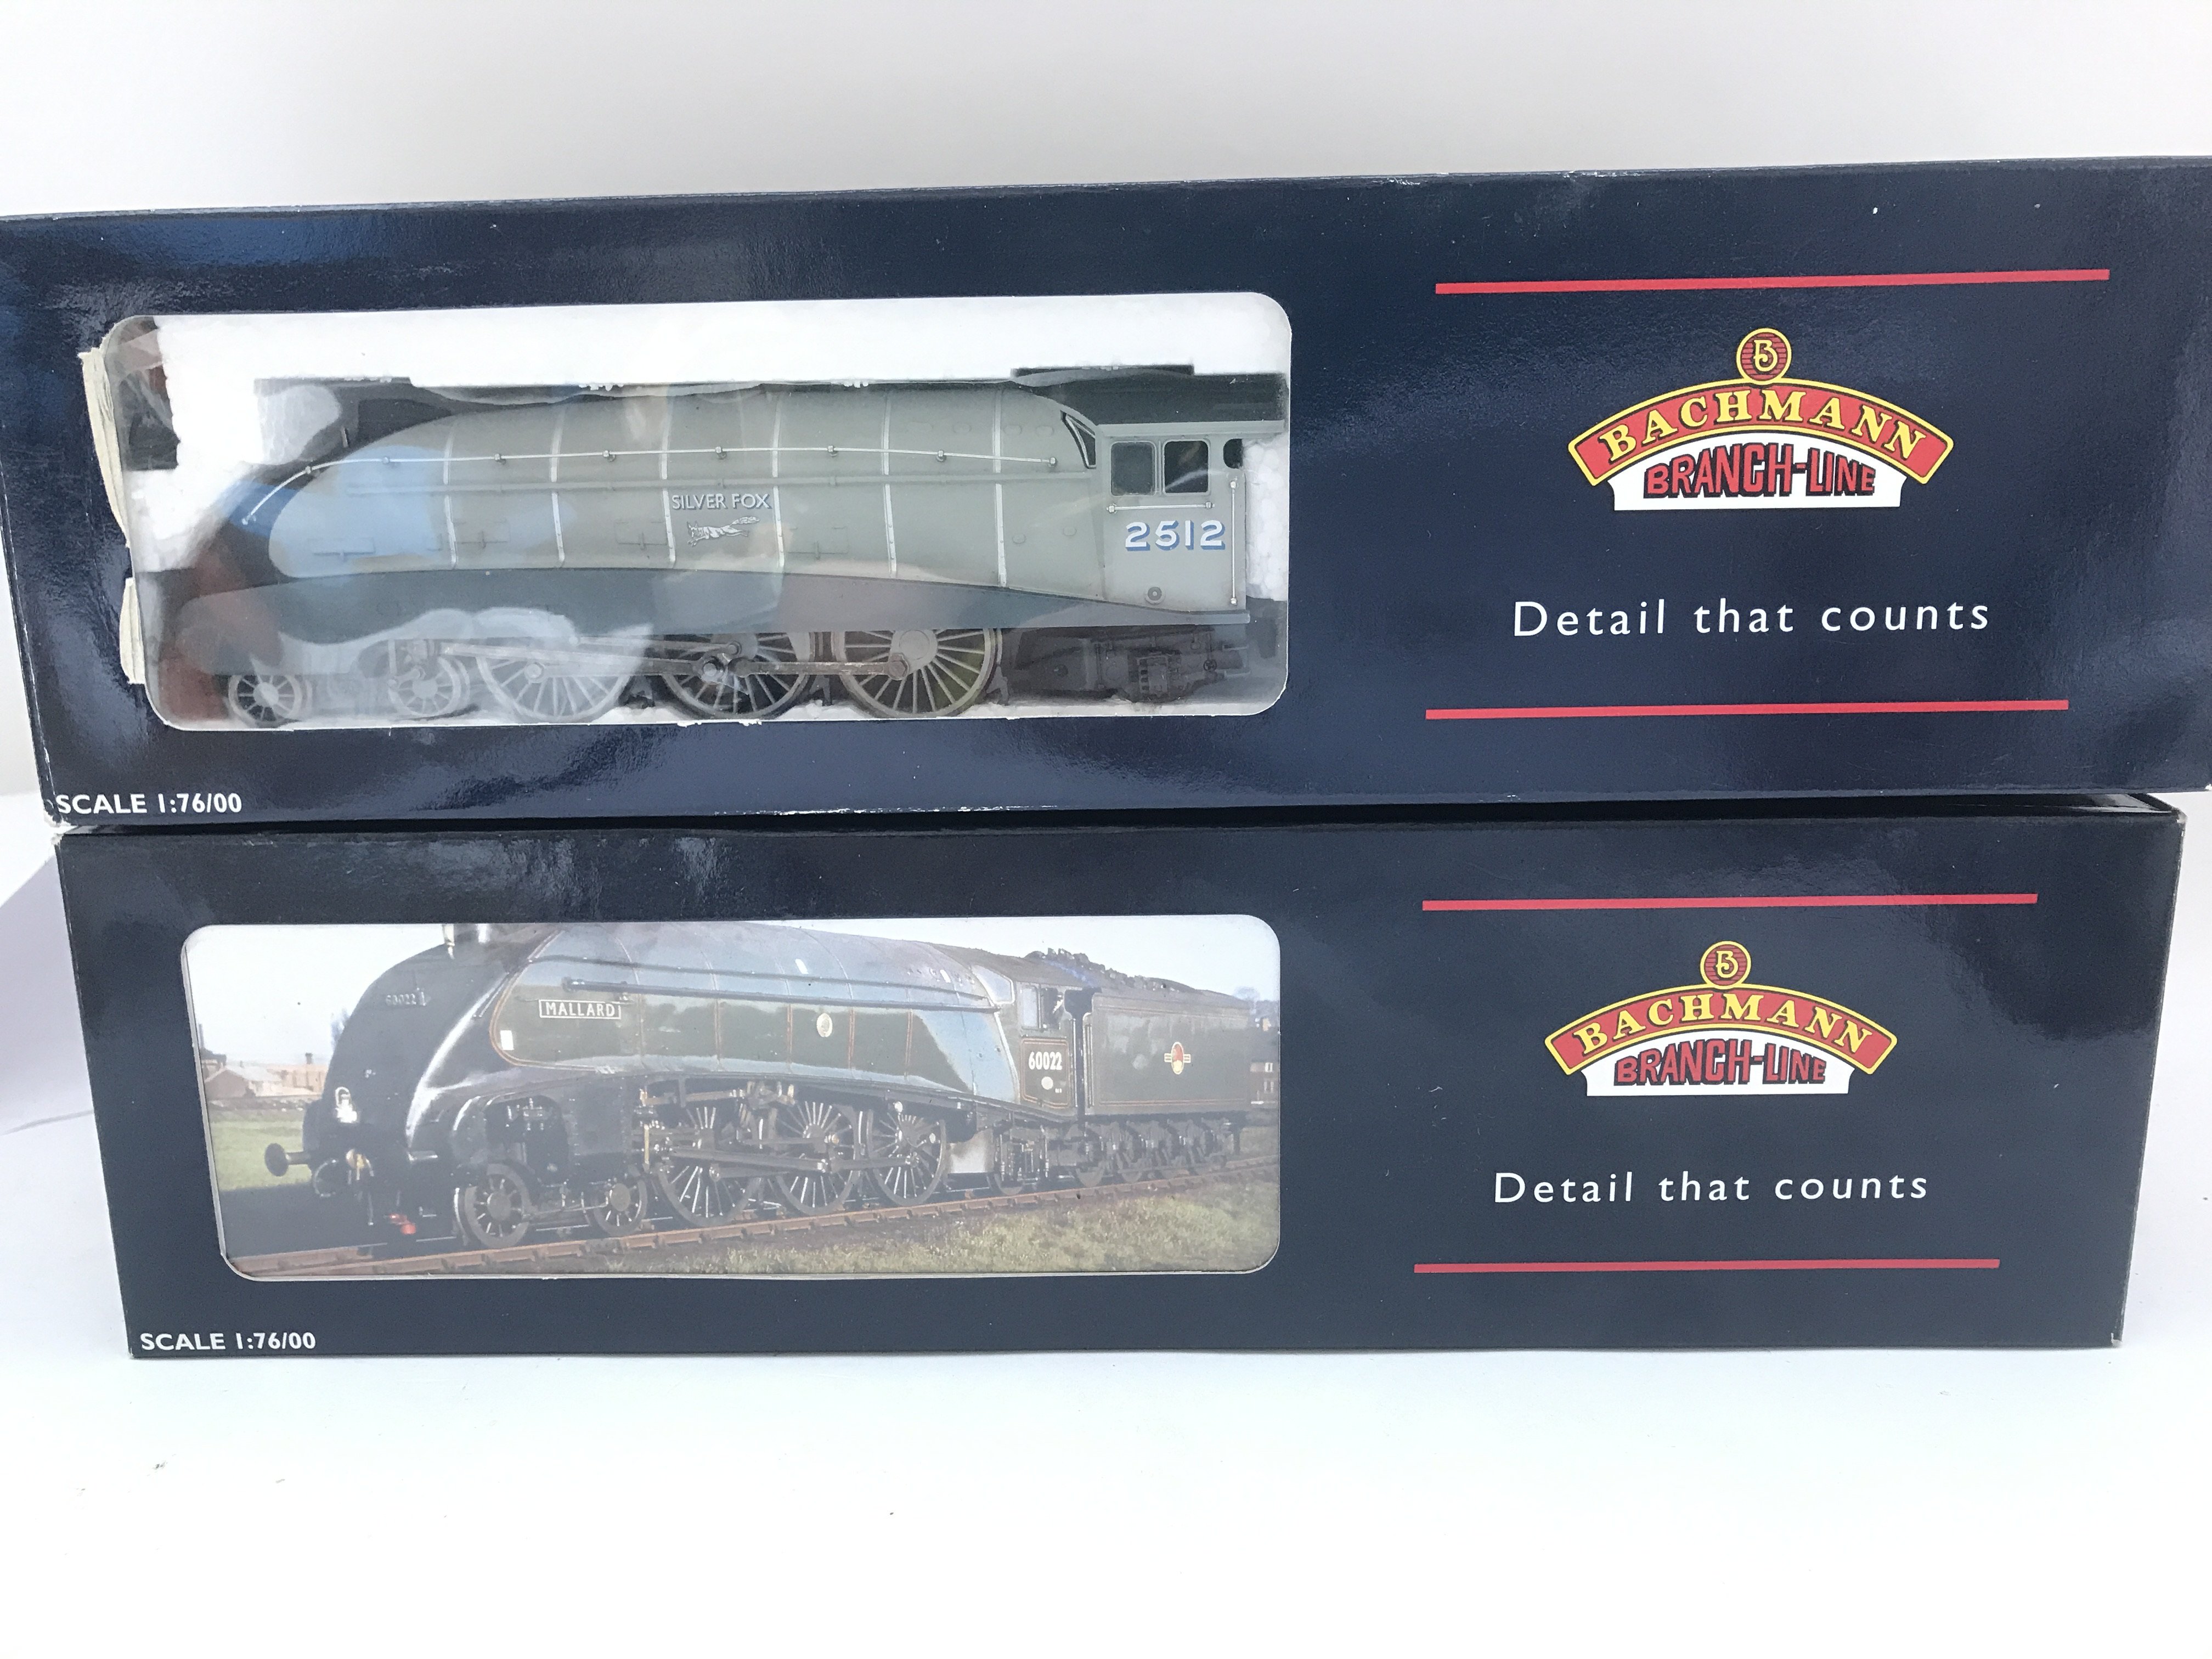 B
BACHMANN
BRANCH-LINE
SILVER FOX
2512
Detail that counts
SCALE 1:76/00
B
BACHMANN
BRANCH-LINE
60022
MALLARD
60022
Detail that counts
SCALE 1:76/00